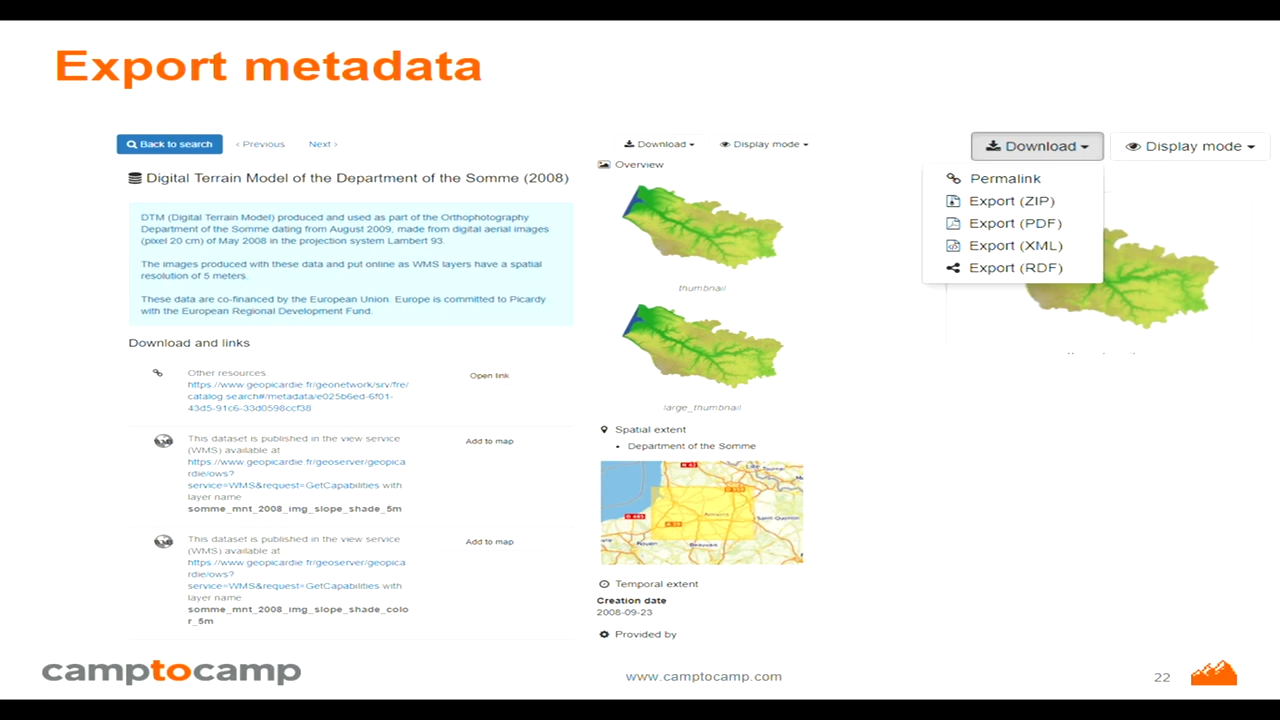 Export metadata
Back to search
‹ Previous
Next ›
Digital Terrain Model of the Department of the Somme (2008)
DTM (Digital Terrain Model) produced and used as part of the Orthophotography
Department of the Somme dating from August 2009, made from digital aerial images
(pixel 20 cm) of May 2008 in the projection system Lambert 93.
The images produced with these data and put online as WMS layers have a spatial
resolution of 5 meters.
These data are co-financed by the European Union. Europe is committed to Picardy
with the European Regional Development Fund.
Download and links
Other resources
https://www.geopicardie.fr/geonetwork/srv/fre/
catalog.search#/metadata/e025b6ed-6f01-
43d5-91c6-33d0598ccf38
Open link
This dataset is published in the view service
(WMS) available at
https://www.geopicardie.fr/geoserver/geopica
rdie/ows?
service=WMS&request=GetCapabilities with
layer name
somme_mnt_2008_img_slope_shade_5m
Add to map
This dataset is published in the view service
(WMS) available at
https://www.geopicardie.fr/geoserver/geopica
rdie/ows?
service=WMS&request=GetCapabilities with
layer name
somme_mnt_2008_img_slope_shade_colo
r_5m
Add to map
Download
Display mode
Overview
thumbnail
large_thumbnail
Spatial extent
• Department of the Somme
Amiens
Saint-Quentin
Rouen
Beauvais
Temporal extent
Creation date
2008-09-23
Provided by
Download
Display mode
Permalink
Export (ZIP)
Export (PDF)
Export (XML)
Export (RDF)
camptocamp
www.camptocamp.com
22